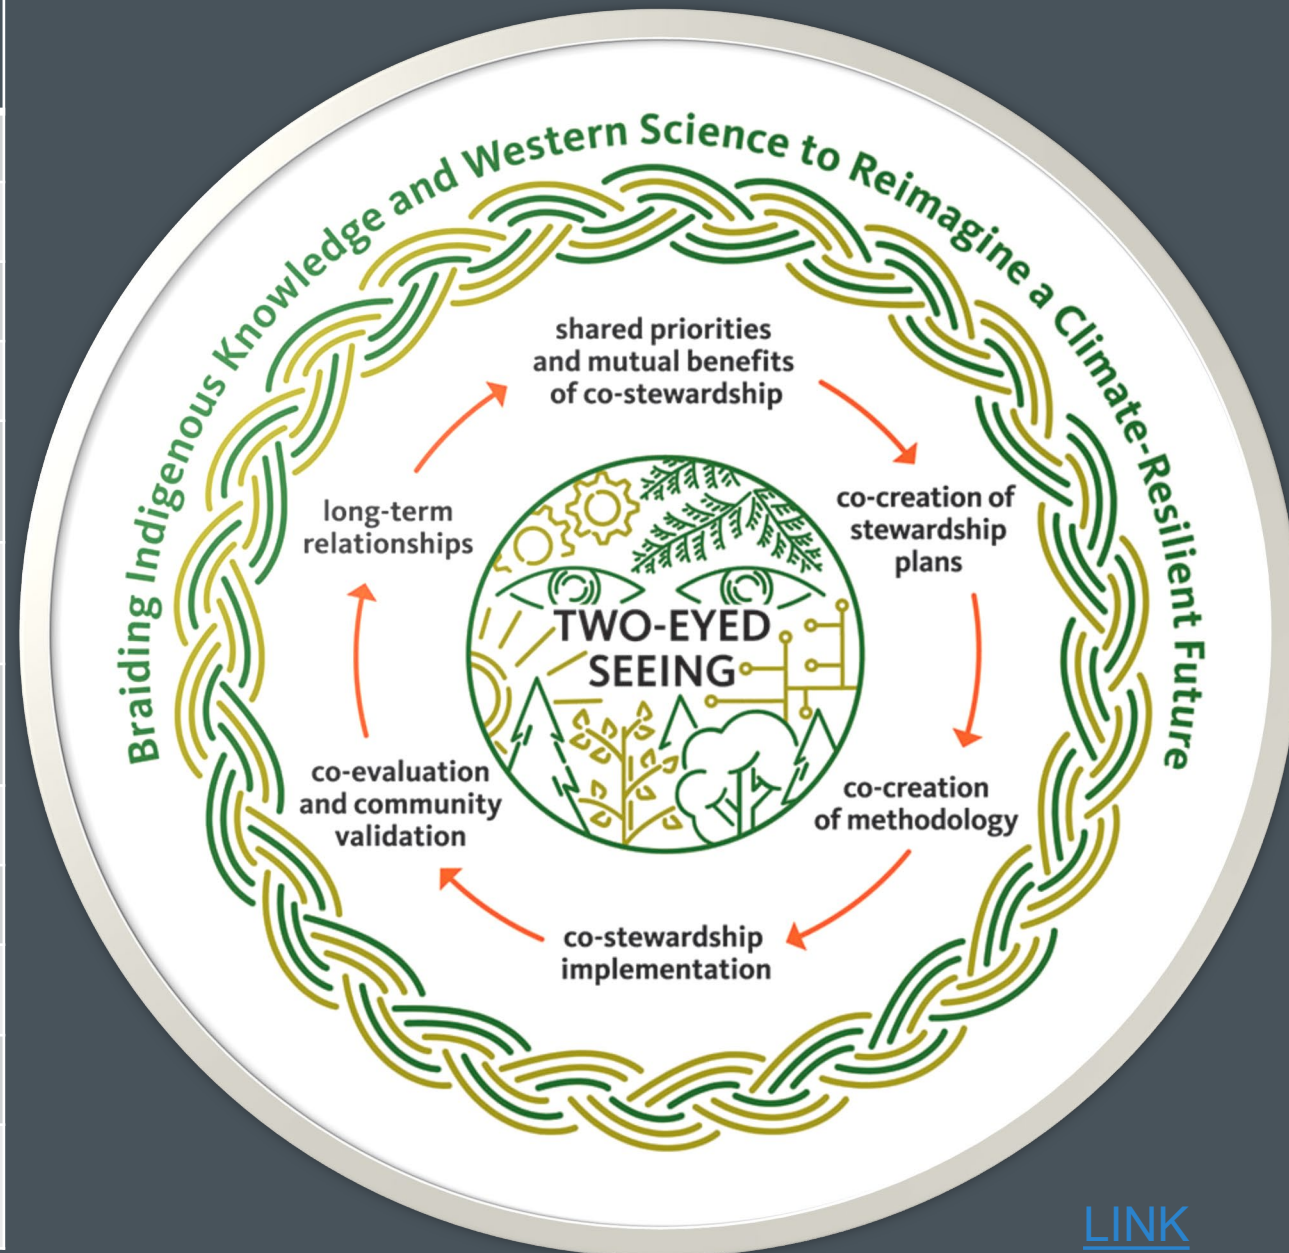 Braiding Indigenous Knowledge and Western Science to Reimagine a Climate-Resilient Future
shared priorities
and mutual benefits
of co-stewardship
co-creation of
stewardship
plans
co-creation
of methodology
co-stewardship
implementation
co-evaluation
and community
validation
long-term
relationships
TWO-EYED
SEEING
LINK